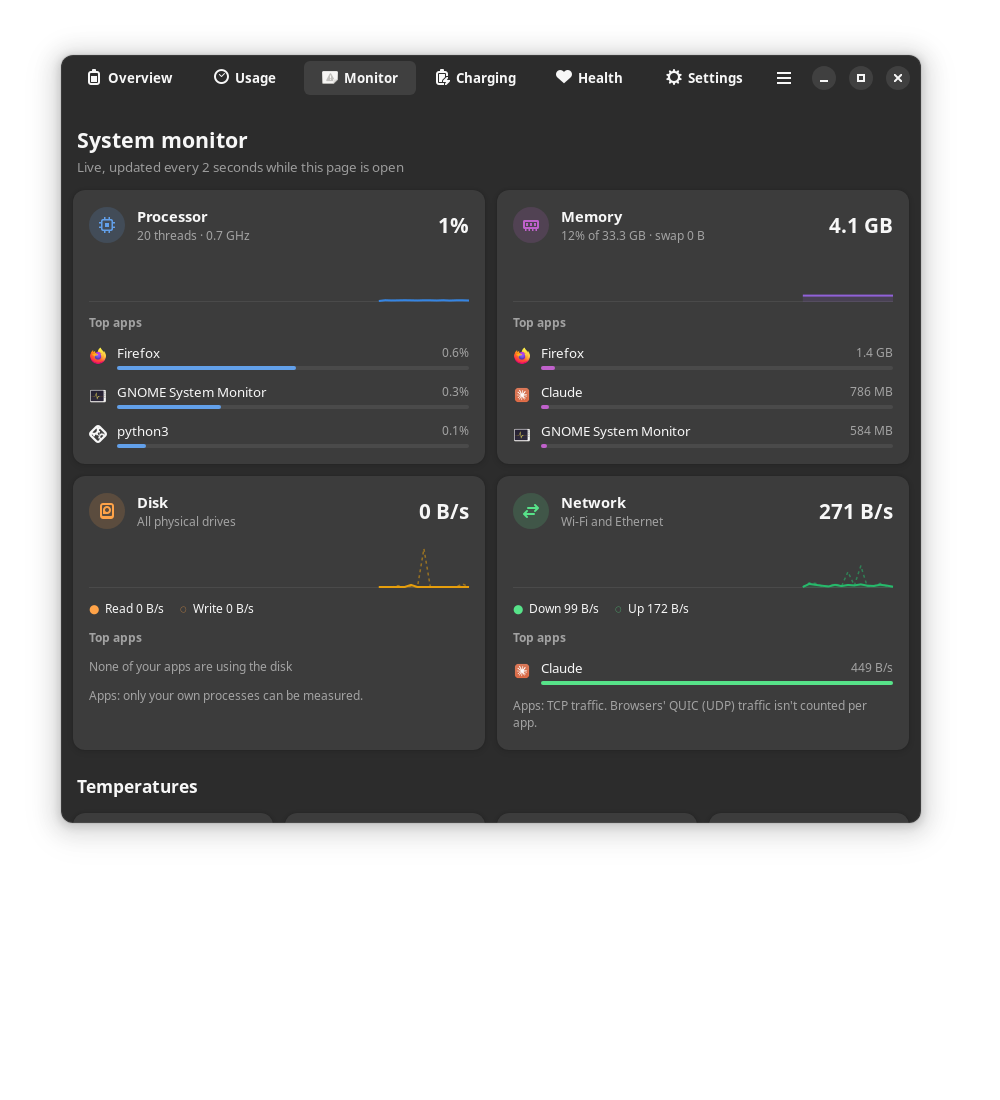 Overview Usage Monitor Charging Health Settings
System monitor
Live, updated every 2 seconds while this page is open
Processor
20 threads · 0.7 GHz
1%
Top apps
Firefox 0.6%
GNOME System Monitor 0.3%
python3 0.1%
Memory
12% of 33.3 GB · swap 0 B
4.1 GB
Top apps
Firefox 1.4 GB
Claude 786 MB
GNOME System Monitor 584 MB
Disk
All physical drives
0 B/s
Read 0 B/s Write 0 B/s
Top apps
None of your apps are using the disk
Apps: only your own processes can be measured.
Network
Wi-Fi and Ethernet
271 B/s
Down 99 B/s Up 172 B/s
Top apps
Claude 449 B/s
Apps: TCP traffic. Browsers' QUIC (UDP) traffic isn't counted per
app.
Temperatures